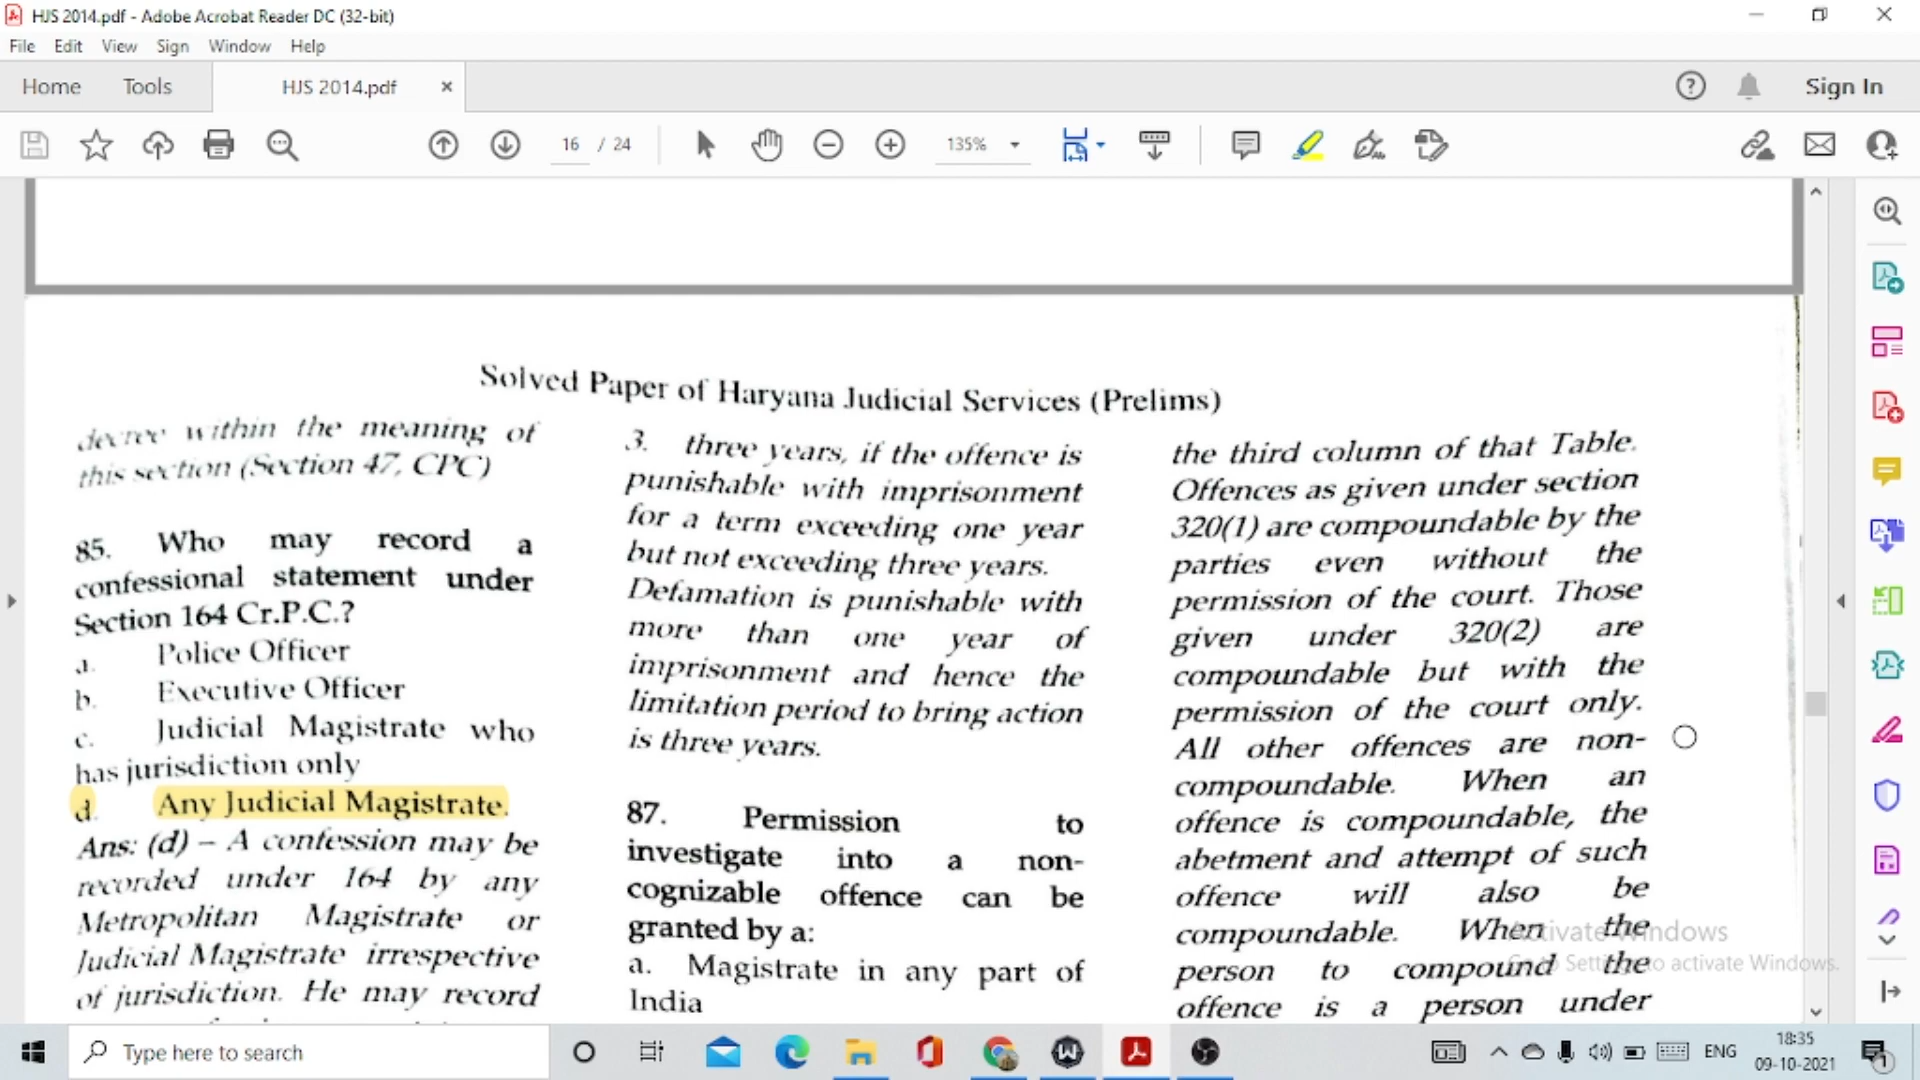 HJS 2014.pdf - Adobe Acrobat Reader DC (32-bit)
File Edit View Sign Window Help
Home Tools HJS 2014.pdf × Sign In
16 / 24 135%
Solved Paper of Haryana Judicial Services (Prelims)
decree within the meaning of
this section (Section 47, CPC)
85. Who may record a
confessional statement under
Section 164 Cr.P.C.?
a. Police Officer
b. Executive Officer
c. Judicial Magistrate who
has jurisdiction only
d. Any Judicial Magistrate.
Ans: (d) – A confession may be
recorded under 164 by any
Metropolitan Magistrate or
Judicial Magistrate irrespective
of jurisdiction. He may record
3. three years, if the offence is
punishable with imprisonment
for a term exceeding one year
but not exceeding three years.
Defamation is punishable with
more than one year of
imprisonment and hence the
limitation period to bring action
is three years.
87. Permission to
investigate into a non-
cognizable offence can be
granted by a:
a. Magistrate in any part of
India
the third column of that Table.
Offences as given under section
320(1) are compoundable by the
parties even without the
permission of the court. Those
given under 320(2) are
compoundable but with the
permission of the court only.
All other offences are non-
compoundable. When an
offence is compoundable, the
abetment and attempt of such
offence will also be
compoundable. When the
person to compound the
offence is a person under
Activate Windows
Go to Settings to activate Windows.
Type here to search
ENG
18:35
09-10-2021
1